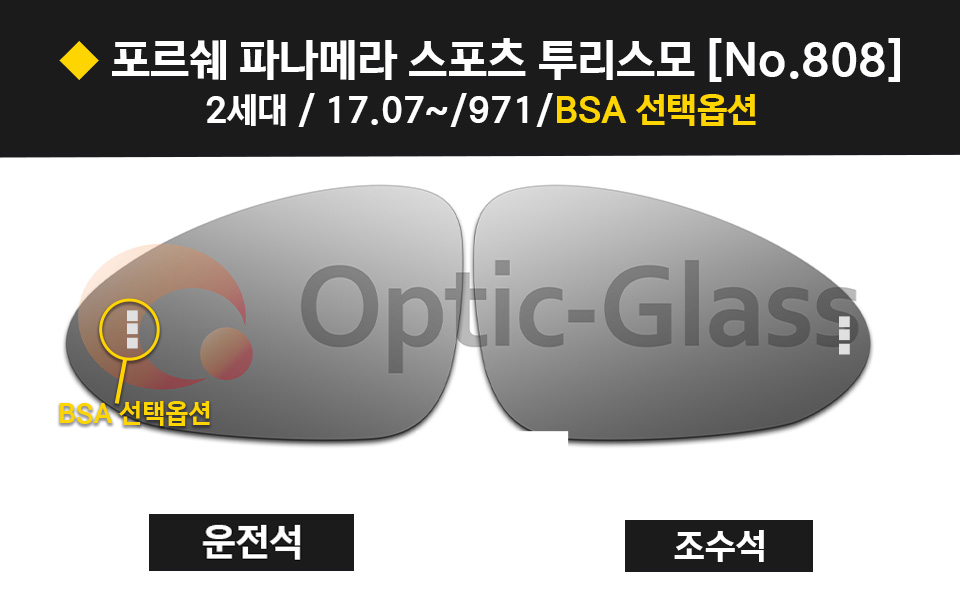 ◆ 포르쉐 파나메라 스포츠 투리스모 [No.808]
2세대 / 17.07~/971/BSA 선택옵션
Optic-Glass
BSA 선택옵션
운전석
조수석